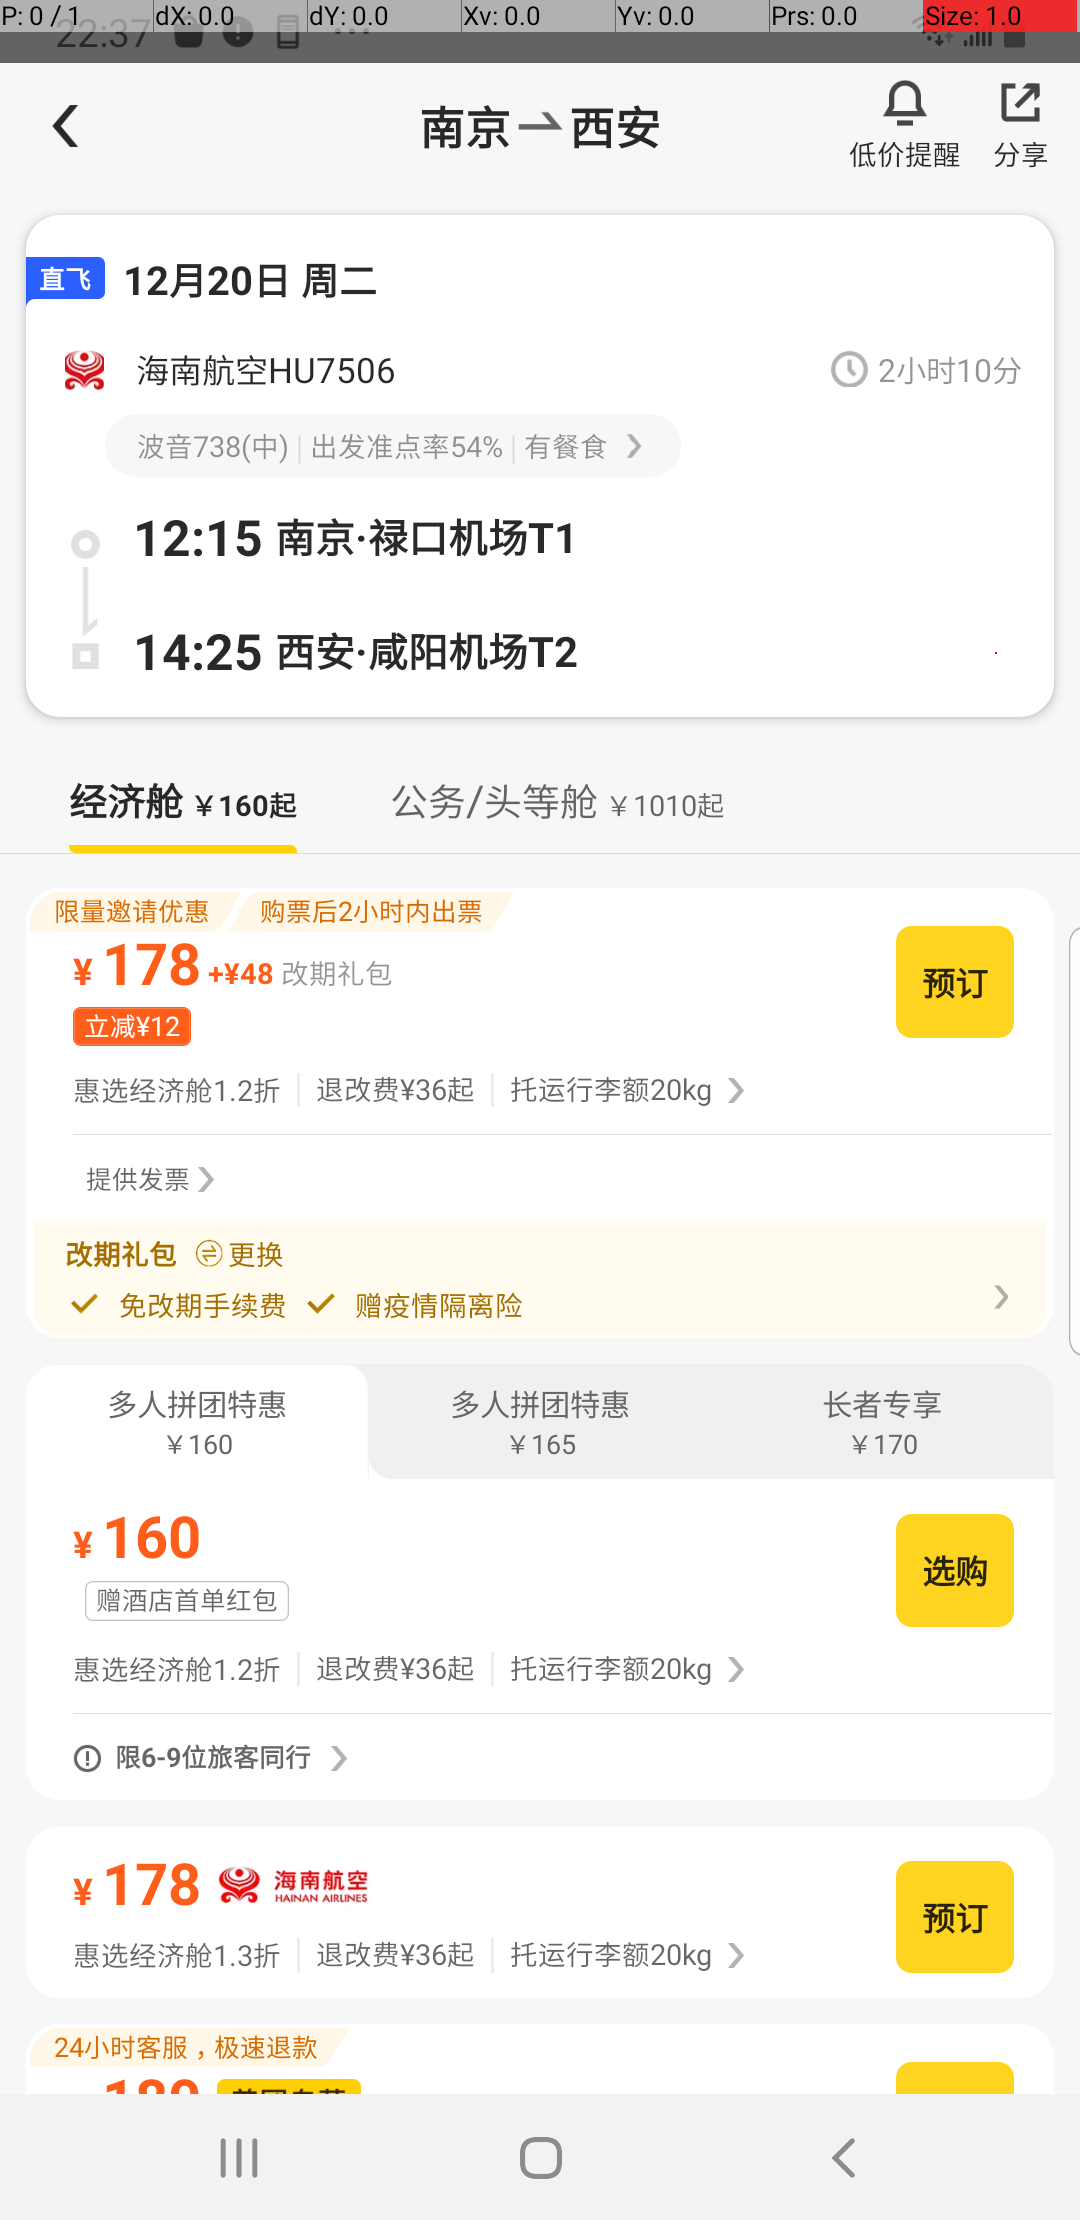 P: 0 / 1 dX: 0.0 dY: 0.0 Xv: 0.0 Yv: 0.0 Prs: 0.0 Size: 1.0
22:37
南京 西安
低价提醒 分享
直飞 12月20日 周二
海南航空HU7506 2小时10分
波音738(中) 出发准点率54% 有餐食
12:15 南京·禄口机场T1
14:25 西安·咸阳机场T2
经济舱 ¥160起 公务/头等舱 ¥1010起
限量邀请优惠 购票后2小时内出票
¥178 +¥48 改期礼包 预订
立减¥12
惠选经济舱1.2折 退改费¥36起 托运行李额20kg
提供发票
改期礼包 更换
免改期手续费 赠疫情隔离险
多人拼团特惠 多人拼团特惠 长者专享
¥160 ¥165 ¥170
¥160 选购
赠酒店首单红包
惠选经济舱1.2折 退改费¥36起 托运行李额20kg
限6-9位旅客同行
¥178 海南航空 HAINAN AIRLINES 预订
惠选经济舱1.3折 退改费¥36起 托运行李额20kg
24小时客服，极速退款